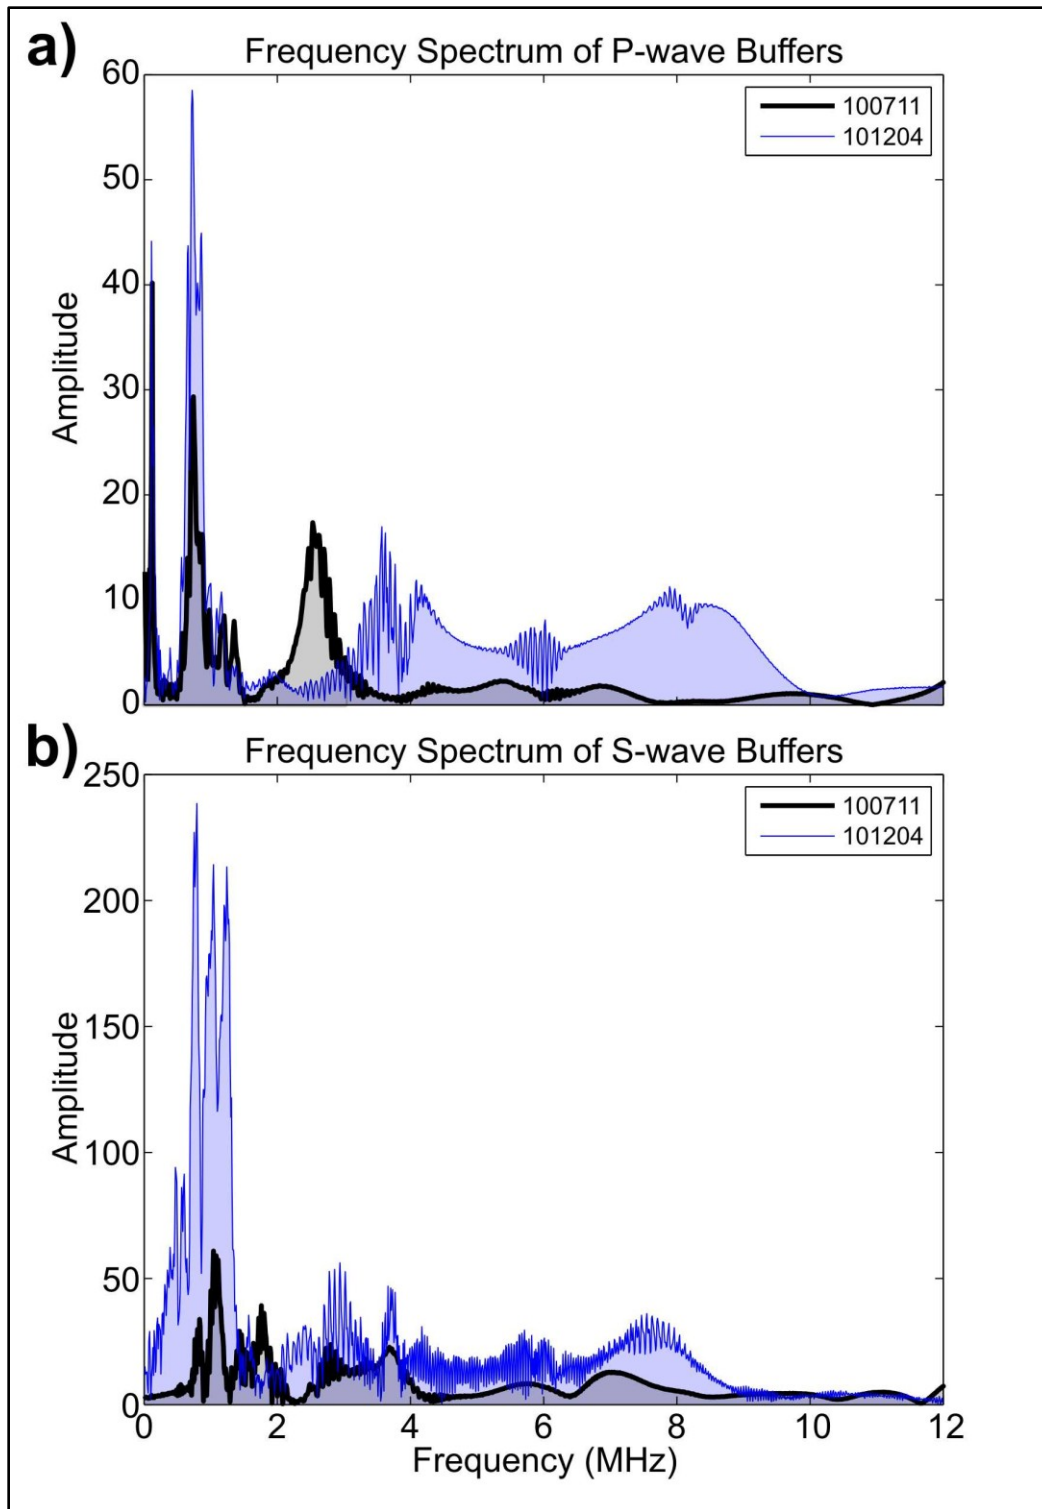 a)
Frequency Spectrum of P-wave Buffers
60
50
40
30
20
10
0
Amplitude
100711
101204
b)
Frequency Spectrum of S-wave Buffers
250
200
150
100
50
0
Amplitude
100711
101204
0 2 4 6 8 10 12
Frequency (MHz)